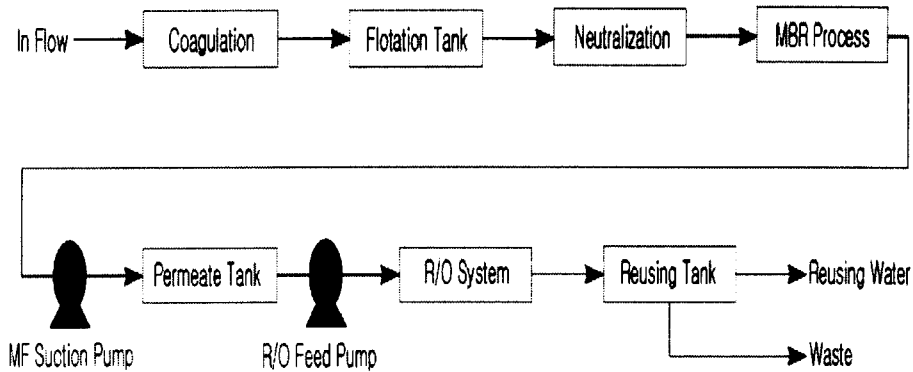 In Flow
Coagulation
Flotation Tank
Neutralization
MBR Process
Permeate Tank
R/O System
Reusing Tank
Reusing Water
MF Suction Pump
R/O Feed Pump
Waste